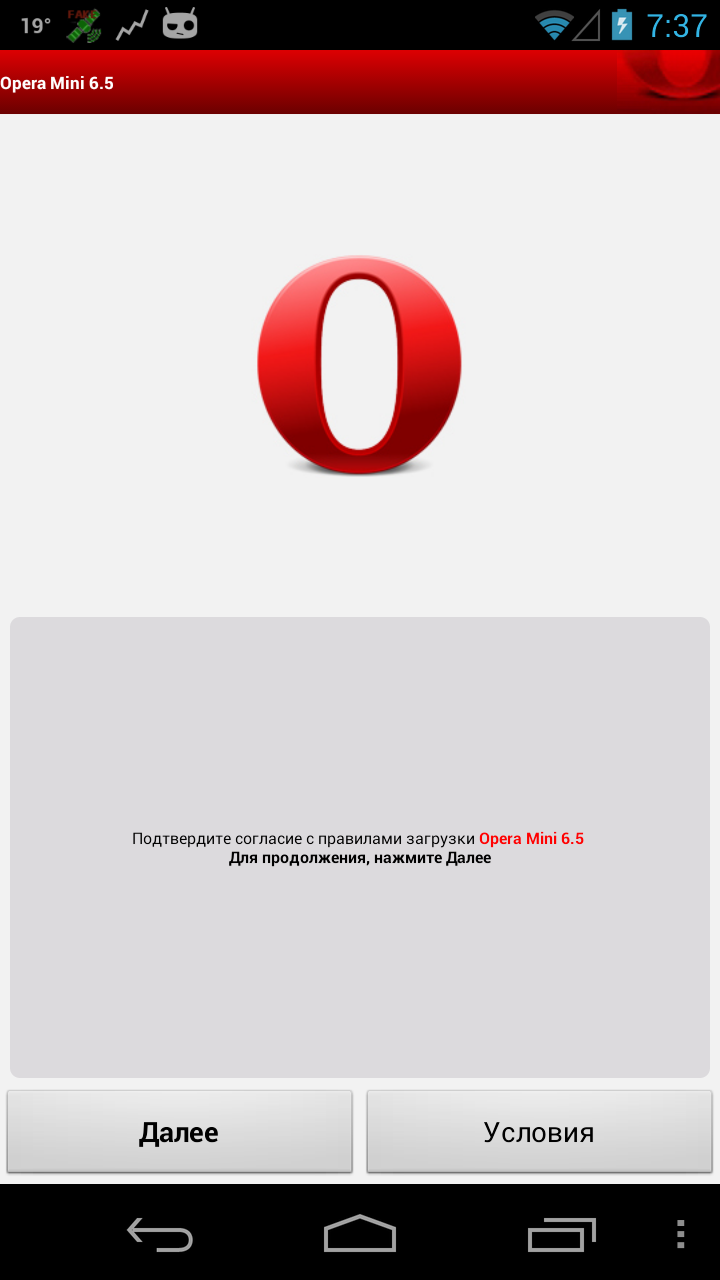 19°
FAKE
7:37
Opera Mini 6.5
Подтвердите согласие с правилами загрузки Opera Mini 6.5
Для продолжения, нажмите Далее
Далее
Условия